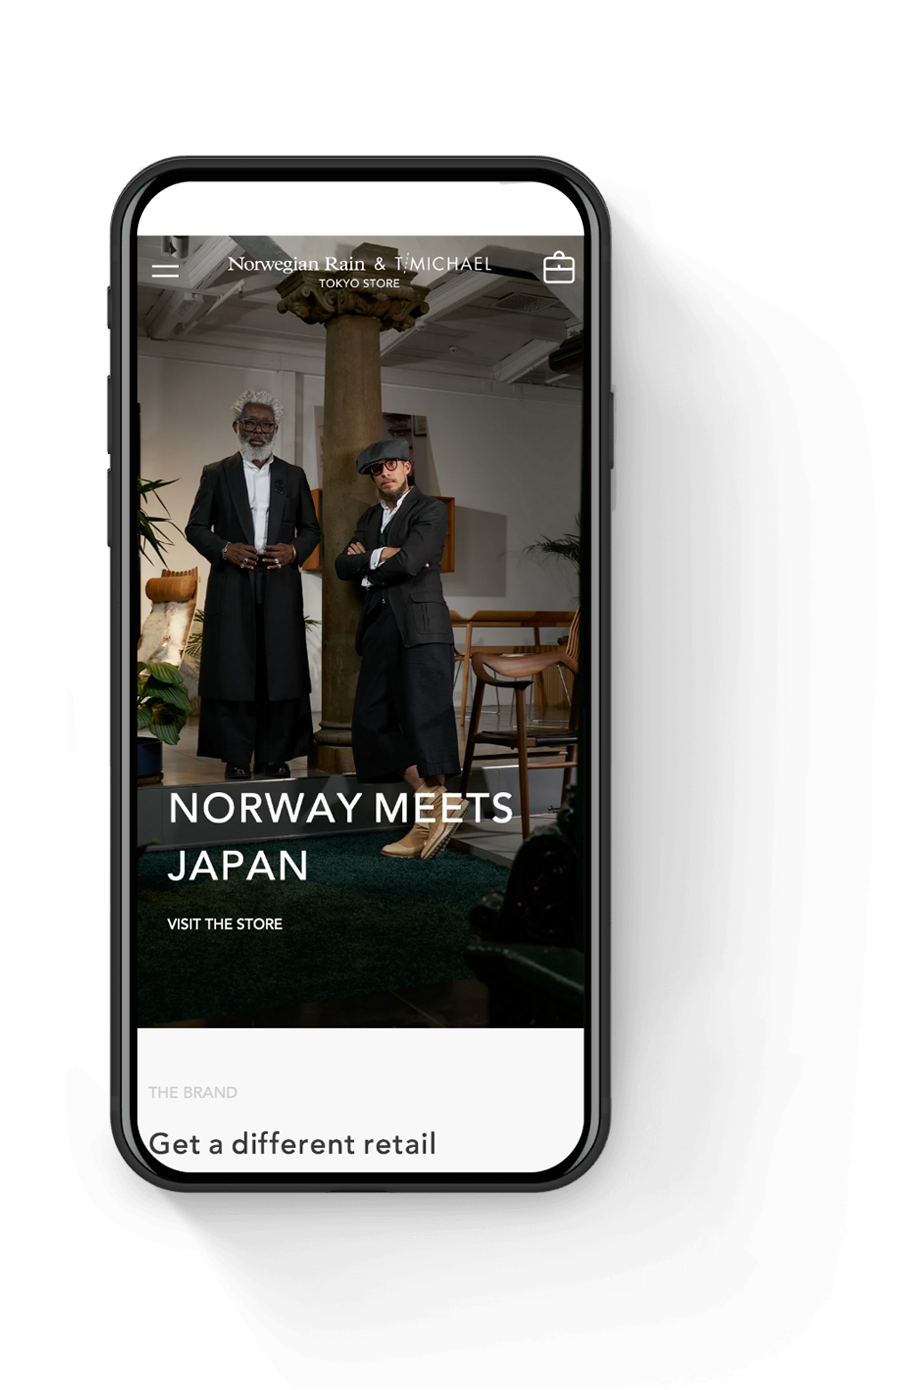 Norwegian Rain & T/MICHAEL
TOKYO STORE
NORWAY MEETS
JAPAN
VISIT THE STORE
THE BRAND
Get a different retail